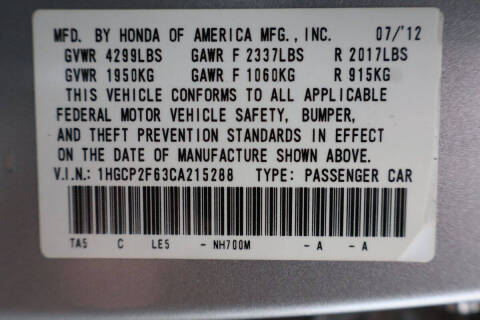 MFD. BY HONDA OF AMERICA MFG., INC. 07/'12
GVWR 4299LBS GAWR F 2337LBS R 2017LBS
GVWR 1950KG GAWR F 1060KG R 915KG
THIS VEHICLE CONFORMS TO ALL APPLICABLE
FEDERAL MOTOR VEHICLE SAFETY, BUMPER,
AND THEFT PREVENTION STANDARDS IN EFFECT
ON DATE OF MANUFACTURE SHOWN ABOVE.
V.I.N.: 1HGCP2F63CA215288 TYPE: PASSENGER CAR
TA5 C LE5 - NH700M - A - A